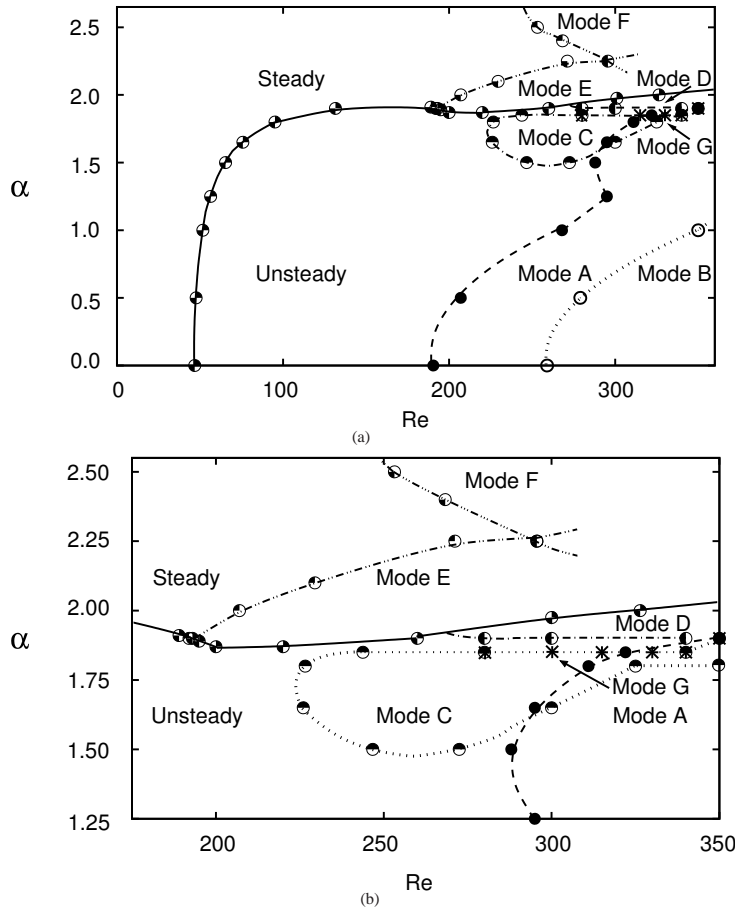 2.5
Mode F
Steady
2.0
Mode E
Mode D
Mode C
Mode G
1.5
α
1.0
Unsteady
Mode A
Mode B
0.5
0.0
0
100
200
300
Re
(a)
2.50
Mode F
2.25
Steady
Mode E
2.00
Mode D
α
1.75
Mode G
Unsteady
Mode C
Mode A
1.50
1.25
200
250
300
350
Re
(b)